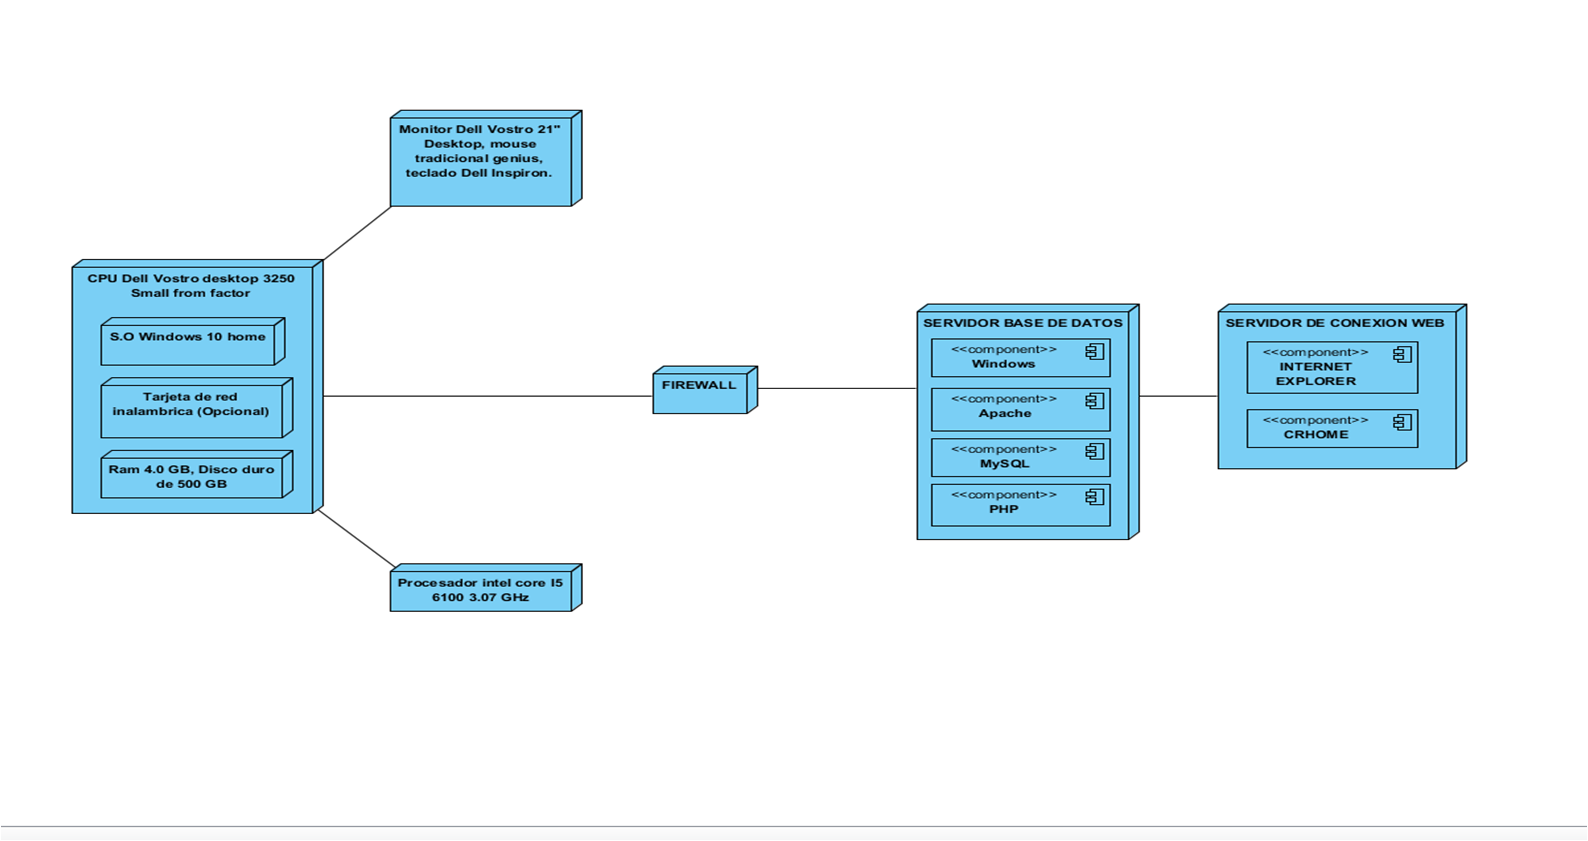 Monitor Dell Vostro 21"
Desktop, mouse
tradicional genius,
teclado Dell Inspiron.
CPU Dell Vostro desktop 3250
Small from factor
S.O Windows 10 home
Tarjeta de red
inalambrica (Opcional)
Ram 4.0 GB, Disco duro
de 500 GB
Procesador intel core I5
6100 3.07 GHz
FIREWALL
SERVIDOR BASE DE DATOS
<<component>>
Windows
<<component>>
Apache
<<component>>
MySQL
<<component>>
PHP
SERVIDOR DE CONEXION WEB
<<component>>
INTERNET
EXPLORER
<<component>>
CRHOME